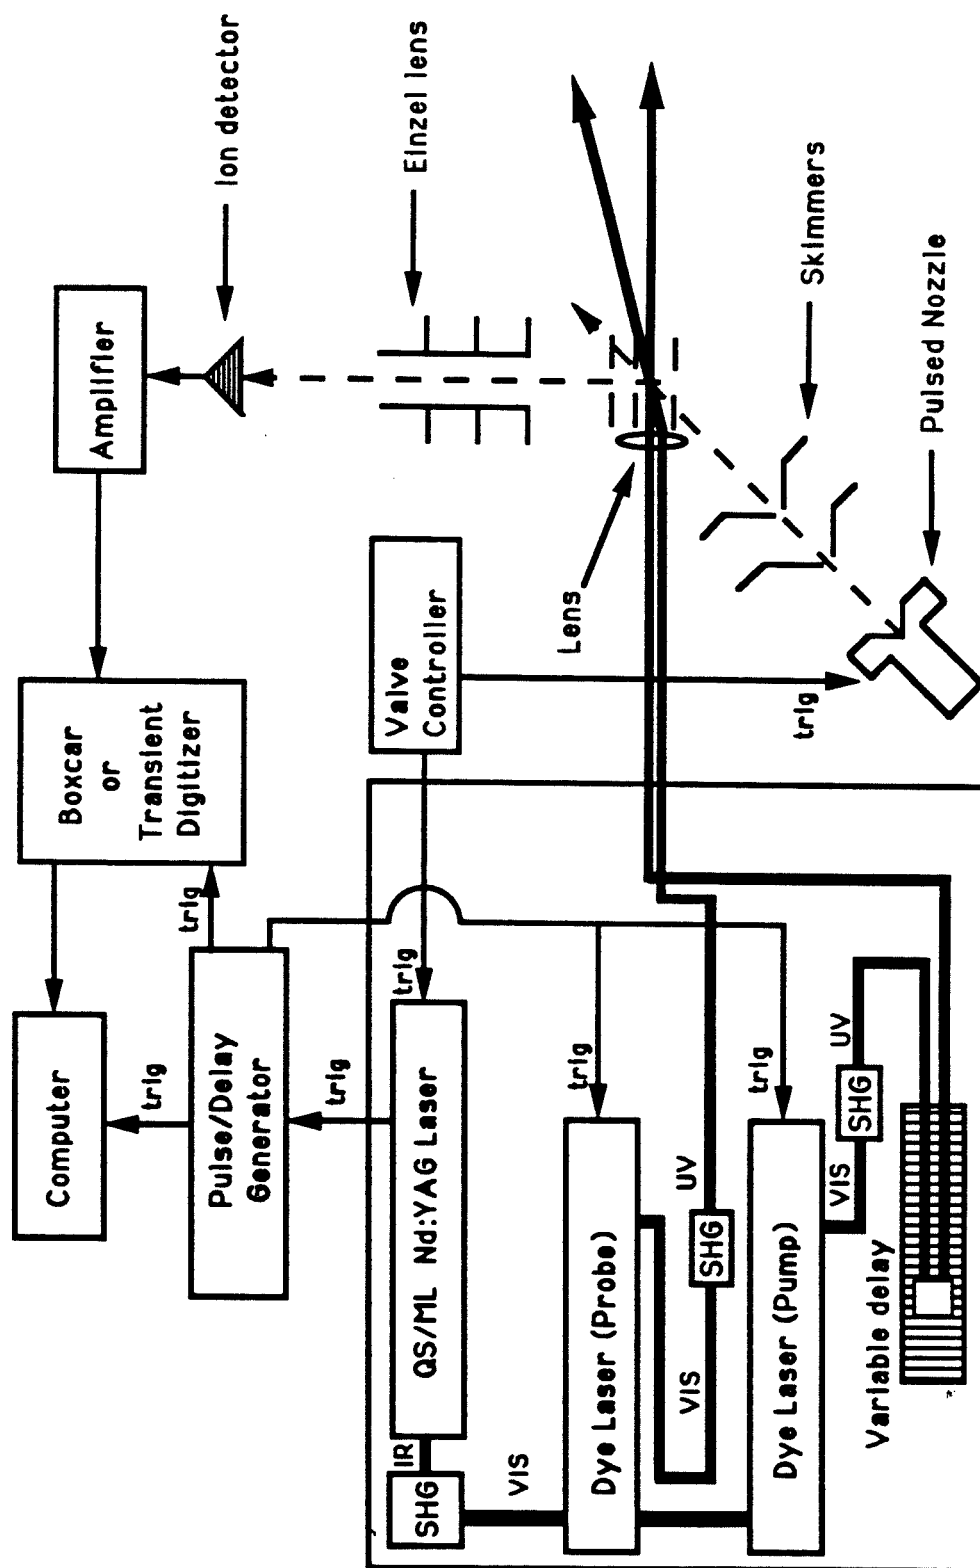 Computer
trig
Pulse/Delay
Generator
trig
Boxcar
or
Transient
Digitizer
Amplifier
Ion detector
Einzel lens
trig
QS/ML Nd:YAG Laser
IR
SHG
VIS
trig
Valve
Controller
Lens
trig
Dye Laser (Probe)
VIS
SHG
UV
trig
Dye Laser (Pump)
VIS
SHG
UV
Variable delay
trig
Skimmers
Pulsed Nozzle